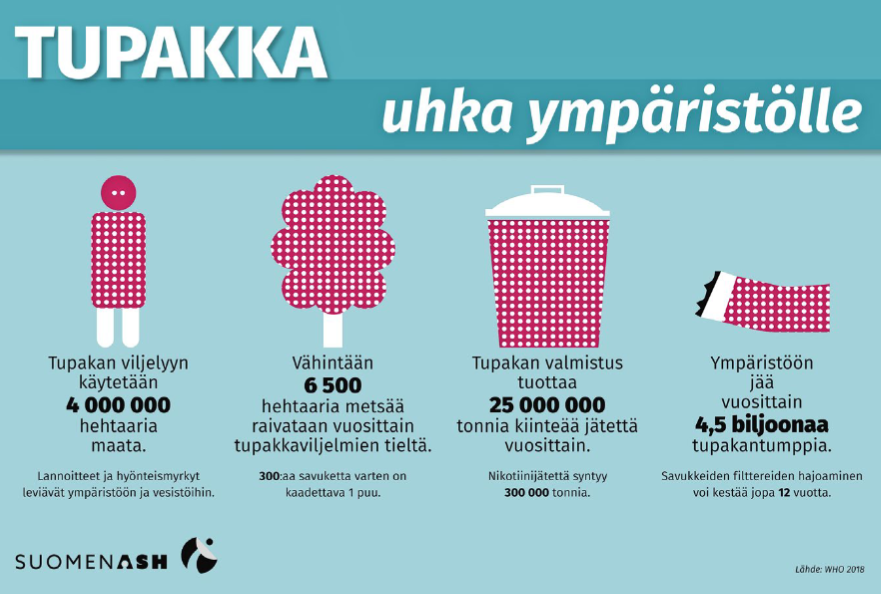 TUPAKKA
uhka ympäristölle
Tupakan viljelyyn
käytetään
4 000 000
hehtaaria
maata.
Lannoitteet ja hyönteismyrkyt
leviävät ympäristöön ja vesistöihin.
Vähintään
6 500
hehtaaria metsää
raivataan vuosittain
tupakkaviljelmien tieltä.
300:aa savuketta varten on
kaadettava 1 puu.
Tupakan valmistus
tuottaa
25 000 000
tonnia kiinteää jätettä
vuosittain.
Nikotiinijätettä syntyy
300 000 tonnia.
Ympäristöön
jää
vuosittain
4,5 biljoonaa
tupakantumppia.
Savukkeiden filttereiden hajoaminen
voi kestää jopa 12 vuotta.
SUOMENASH
Lähde: WHO 2018